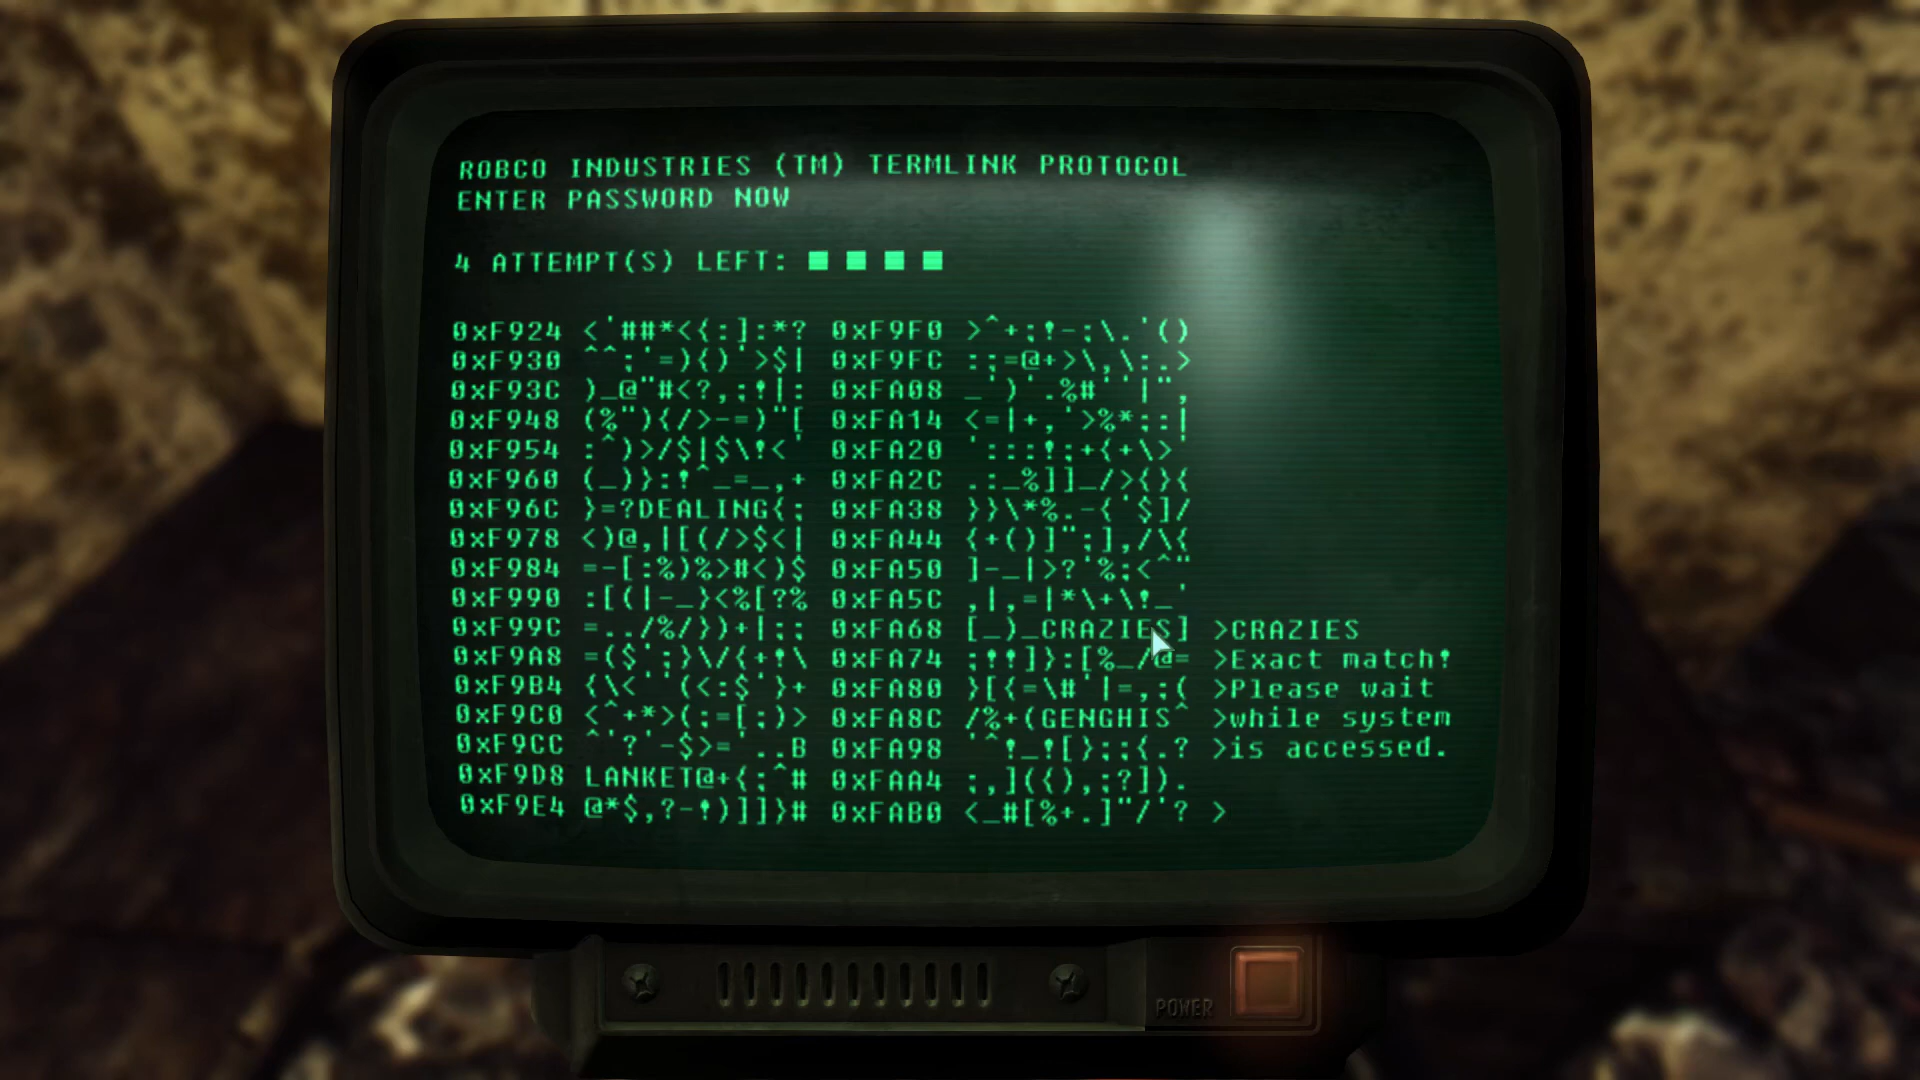 ROBCO INDUSTRIES (TM) TERMLINK PROTOCOL
ENTER PASSWORD NOW
4 ATTEMPT(S) LEFT: ■ ■ ■ ■
0xF924 <'##*<{:]:*? 0xF9F0 >^+;!-;\.'()
0xF930 ^^;'=){)'>$| 0xF9FC :;=@+>\,\:.>
0xF93C )_@"#<?,;!|: 0xFA08 _')'.%#''|",
0xF948 (%"){/>-=)"[ 0xFA14 <=|+,'>%*;:|
0xF954 :^)>/$|$\!<' 0xFA20 '::;!;+{+\>'
0xF960 (_)}:!^_=_,+ 0xFA2C .:_%]]_/>{}{
0xF96C }=?DEALING{; 0xFA38 }}\*%.-{'$]/
0xF978 <)@,|[(/>$<| 0xFA44 {+()]";],/\{
0xF984 =-[:%)%>#<)$ 0xFA50 ]-_|>?'%;<^"
0xF990 :[(|-_}<%[?% 0xFA5C ,|,=|*\+\!_'
0xF99C =../%/})+|;; 0xFA68 [_)_CRAZIES] >CRAZIES
0xF9A8 =($';}\/{+!\ 0xFA74 ;!!]}:[%_/@= >Exact match!
0xF9B4 {\<''(<:$'}+ 0xFA80 }[{=\#'|=,;( >Please wait
0xF9C0 <^+*>(;=[;)> 0xFA8C /%+(GENGHIS^ >while system
0xF9CC ^'?'-$>='..B 0xFA98 '^!_![};;{.? >is accessed.
0xF9D8 LANKET@+{;^# 0xFAA4 ;,]({),;?]).
0xF9E4 @*$,?-!)]]}# 0xFAB0 <_#[%+.]"/'? >
POWER